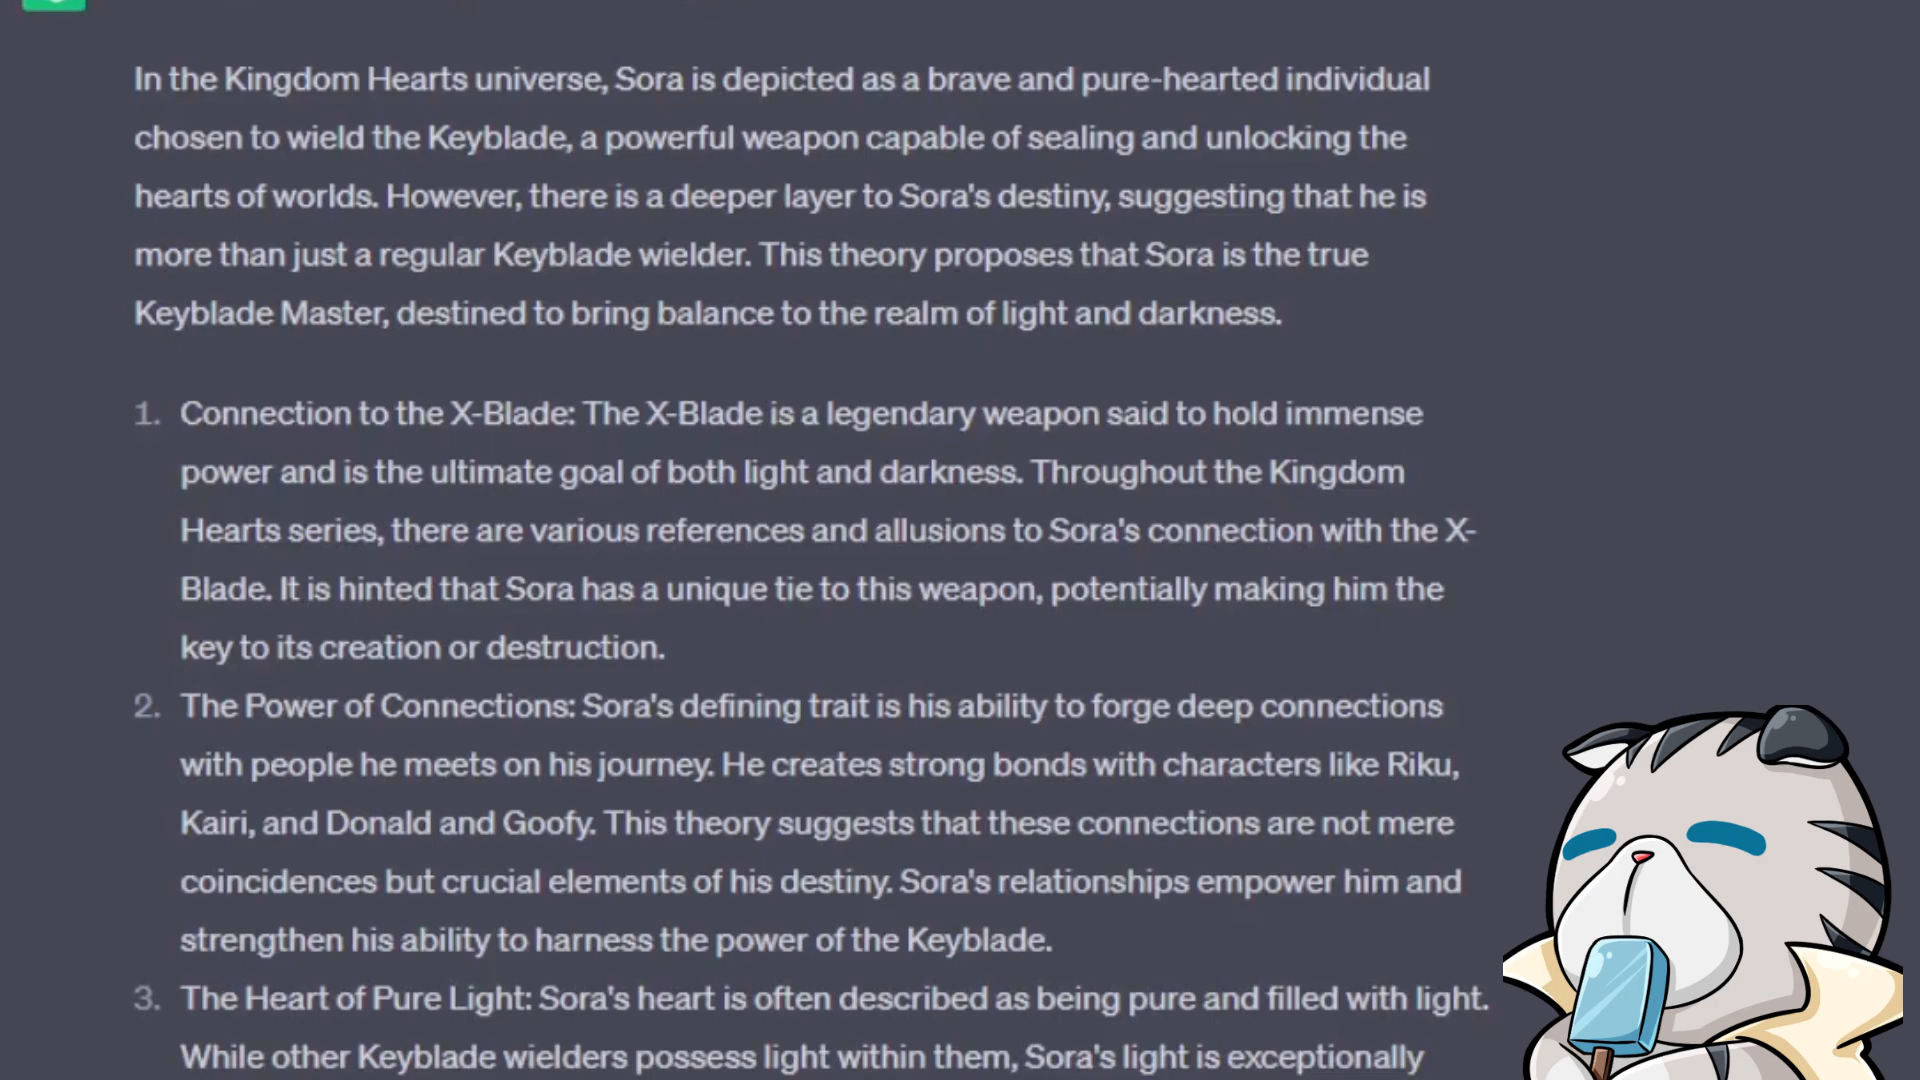 In the Kingdom Hearts universe, Sora is depicted as a brave and pure-hearted individual
chosen to wield the Keyblade, a powerful weapon capable of sealing and unlocking the
hearts of worlds. However, there is a deeper layer to Sora's destiny, suggesting that he is
more than just a regular Keyblade wielder. This theory proposes that Sora is the true
Keyblade Master, destined to bring balance to the realm of light and darkness.
1. Connection to the X-Blade: The X-Blade is a legendary weapon said to hold immense
power and is the ultimate goal of both light and darkness. Throughout the Kingdom
Hearts series, there are various references and allusions to Sora's connection with the X-
Blade. It is hinted that Sora has a unique tie to this weapon, potentially making him the
key to its creation or destruction.
2. The Power of Connections: Sora's defining trait is his ability to forge deep connections
with people he meets on his journey. He creates strong bonds with characters like Riku,
Kairi, and Donald and Goofy. This theory suggests that these connections are not mere
coincidences but crucial elements of his destiny. Sora's relationships empower him and
strengthen his ability to harness the power of the Keyblade.
3. The Heart of Pure Light: Sora's heart is often described as being pure and filled with light.
While other Keyblade wielders possess light within them, Sora's light is exceptionally